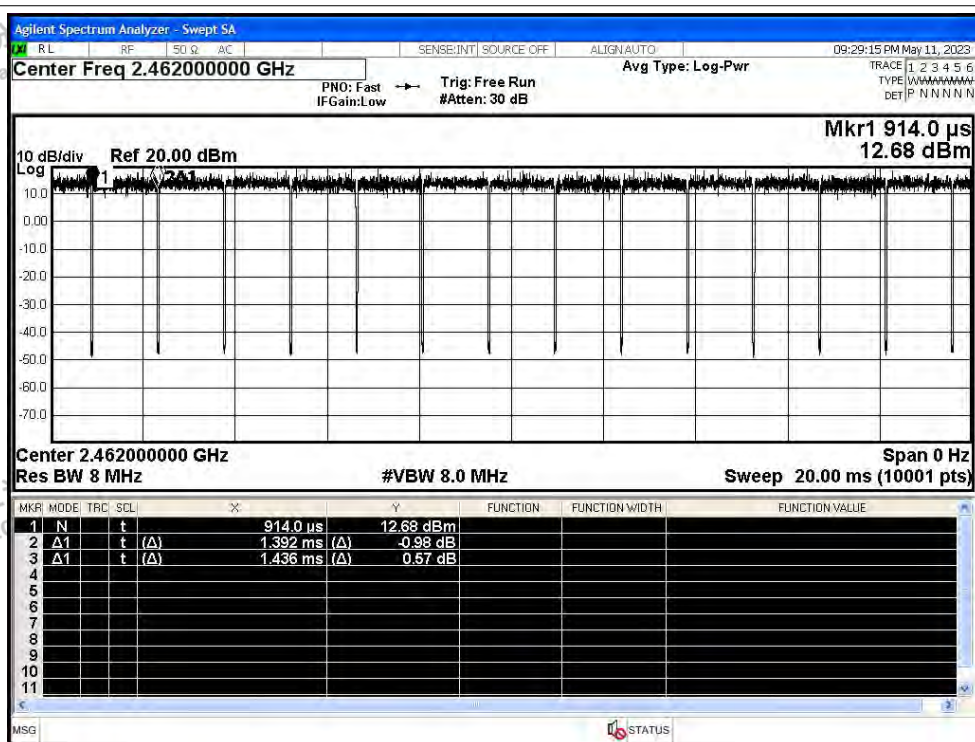 Agilent Spectrum Analyzer - Swept SA
RL RF 50 Ω AC SENSE:INT SOURCE OFF ALIGN AUTO 09:29:15 PM May 11, 2023
Center Freq 2.462000000 GHz Avg Type: Log-Pwr TRACE 1 2 3 4 5 6
PNO: Fast Trig: Free Run TYPE
IFGain:Low #Atten: 30 dB DET P N N N N N
Mkr1 914.0 µs
10 dB/div Ref 20.00 dBm 12.68 dBm
Log
1 2Δ1
10.0
0.00
-10.0
-20.0
-30.0
-40.0
-50.0
-60.0
-70.0
Center 2.462000000 GHz Span 0 Hz
Res BW 8 MHz #VBW 8.0 MHz Sweep 20.00 ms (10001 pts)
MKR MODE TRC SCL X Y FUNCTION FUNCTION WIDTH FUNCTION VALUE
1 N t 914.0 µs 12.68 dBm
2 Δ1 t (Δ) 1.392 ms (Δ) -0.98 dB
3 Δ1 t (Δ) 1.436 ms (Δ) 0.57 dB
4
5
6
7
8
9
10
11
MSG STATUS